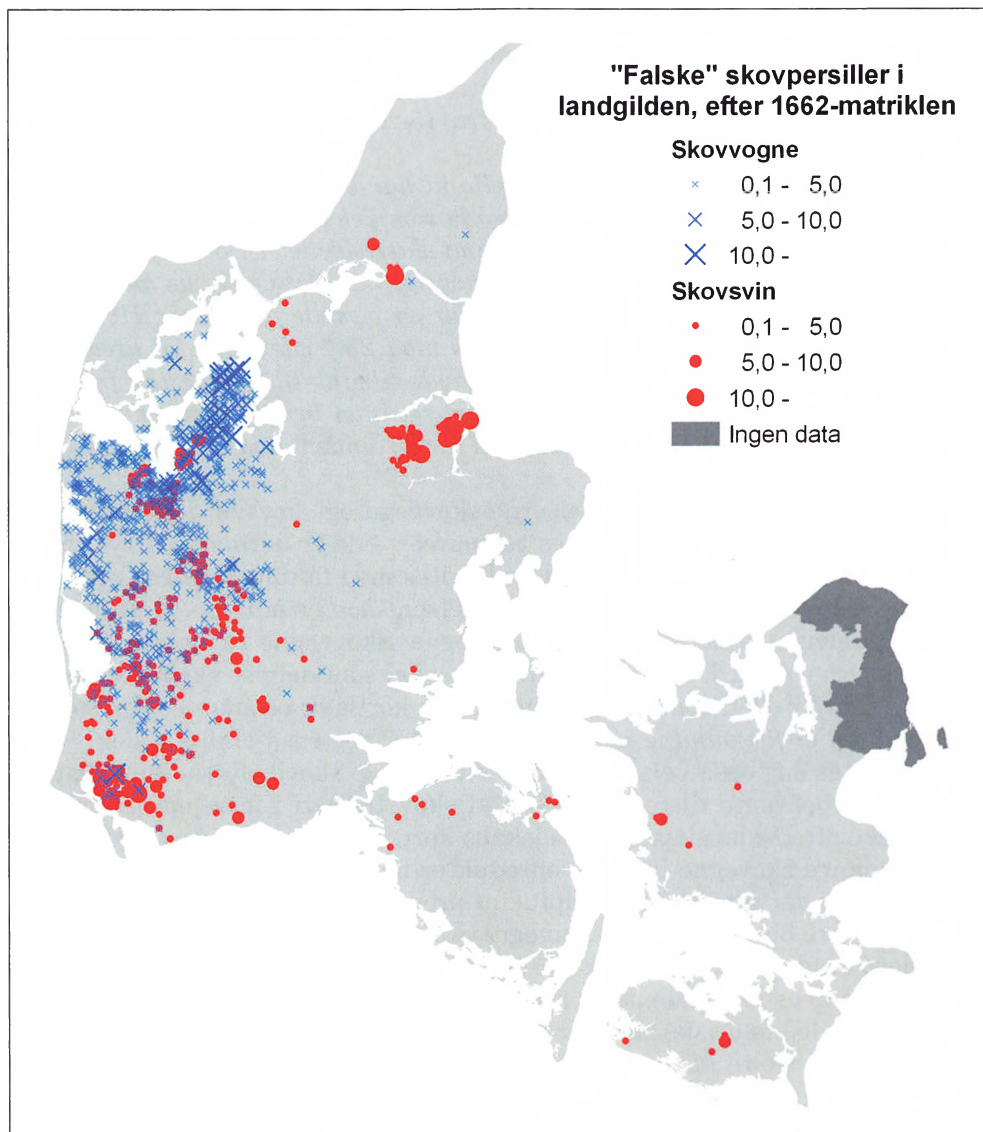 "Falske" skovpersiller i
landgilden, efter 1662-matriklen
Skovvogne
0,1 - 5,0
5,0 - 10,0
10,0 -
Skovsvin
0,1 - 5,0
5,0 - 10,0
10,0 -
Ingen data